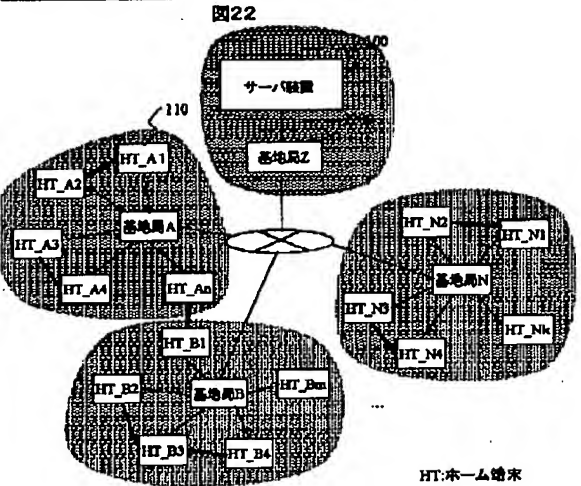 図22
100
サーバ装置
110
基地局Z
HT_A1
HT_A2
基地局A
HT_A3
HT_A4
HT_An
HT_N2
HT_N1
基地局N
HT_N3
HT_Nk
HT_N4
HT_B1
HT_B2
基地局B
HT_Bm
HT_B3
HT_B4
...
HT:ホーム端末